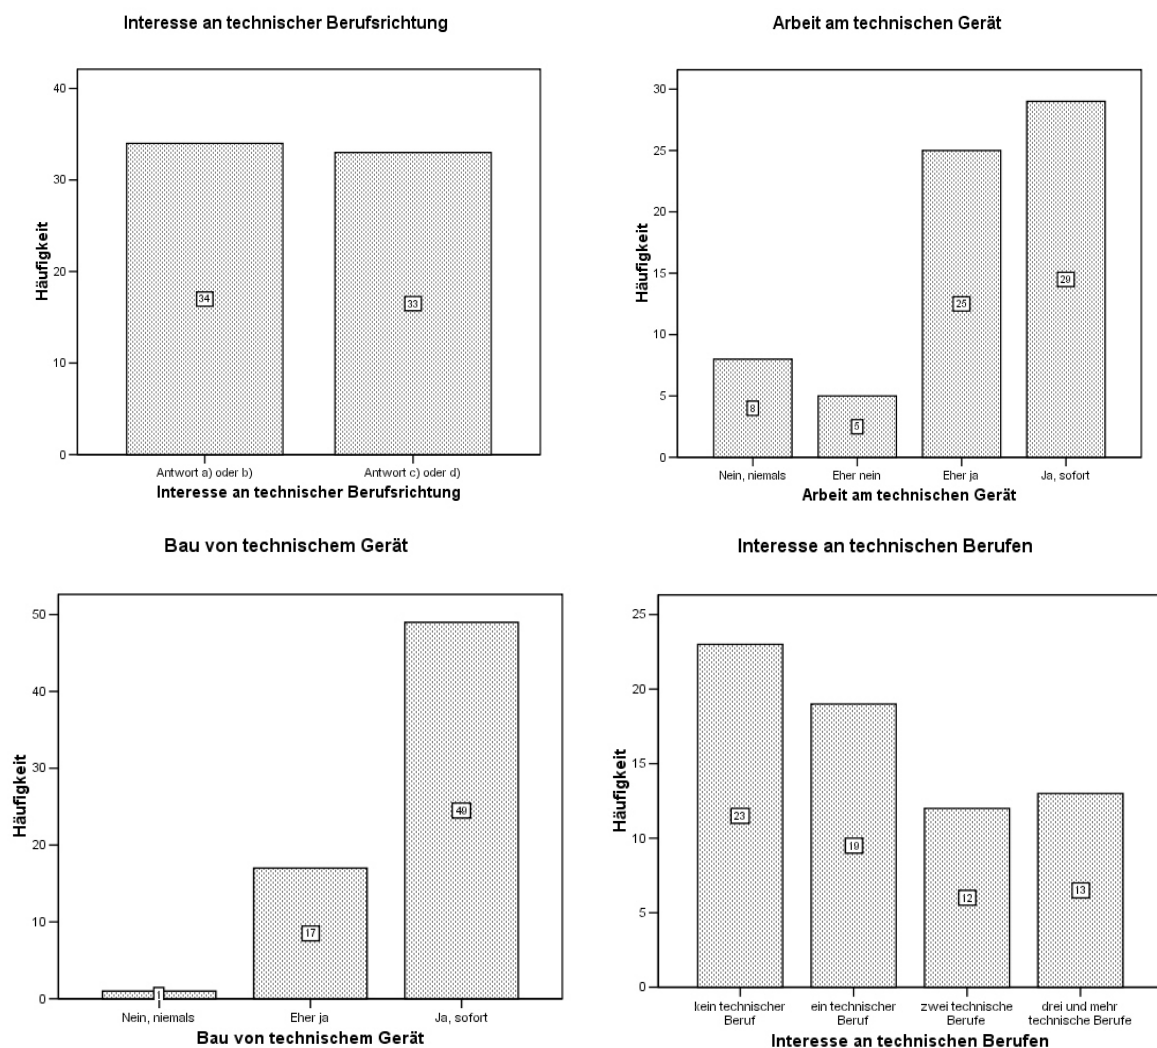 Interesse an technischer Berufsrichtung
Häufigkeit
40
30
20
10
0
34
33
Antwort a) oder b)
Antwort c) oder d)
Interesse an technischer Berufsrichtung
Arbeit am technischen Gerät
Häufigkeit
30
25
20
15
10
5
0
8
5
25
29
Nein, niemals
Eher nein
Eher ja
Ja, sofort
Arbeit am technischen Gerät
Bau von technischem Gerät
Häufigkeit
50
40
30
20
10
0
1
17
49
Nein, niemals
Eher ja
Ja, sofort
Bau von technischem Gerät
Interesse an technischen Berufen
Häufigkeit
25
20
15
10
5
0
23
19
12
13
kein technischer
Beruf
ein technischer
Beruf
zwei technische
Berufe
drei und mehr
technische Berufe
Interesse an technischen Berufen